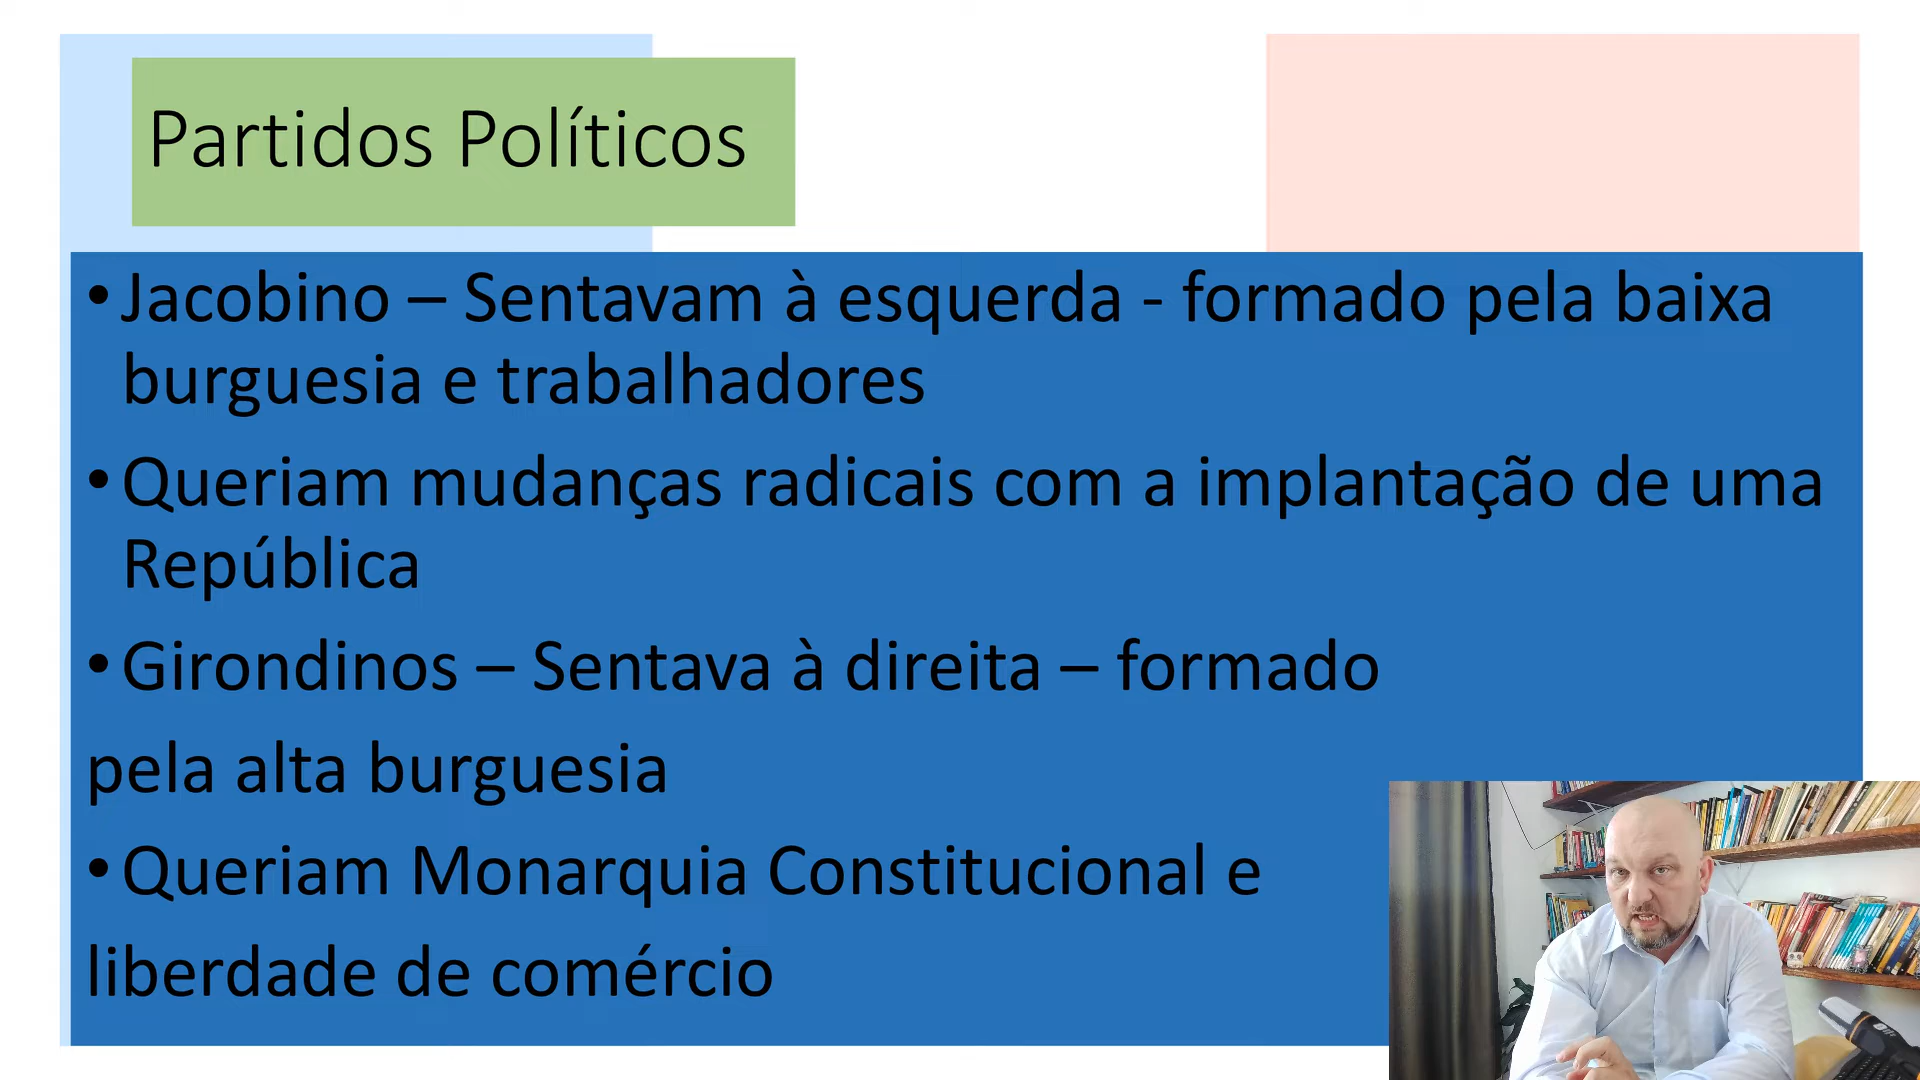 Partidos Políticos
• Jacobino – Sentavam à esquerda - formado pela baixa
burguesia e trabalhadores
• Queriam mudanças radicais com a implantação de uma
República
• Girondinos – Sentava à direita – formado
pela alta burguesia
• Queriam Monarquia Constitucional e
liberdade de comércio